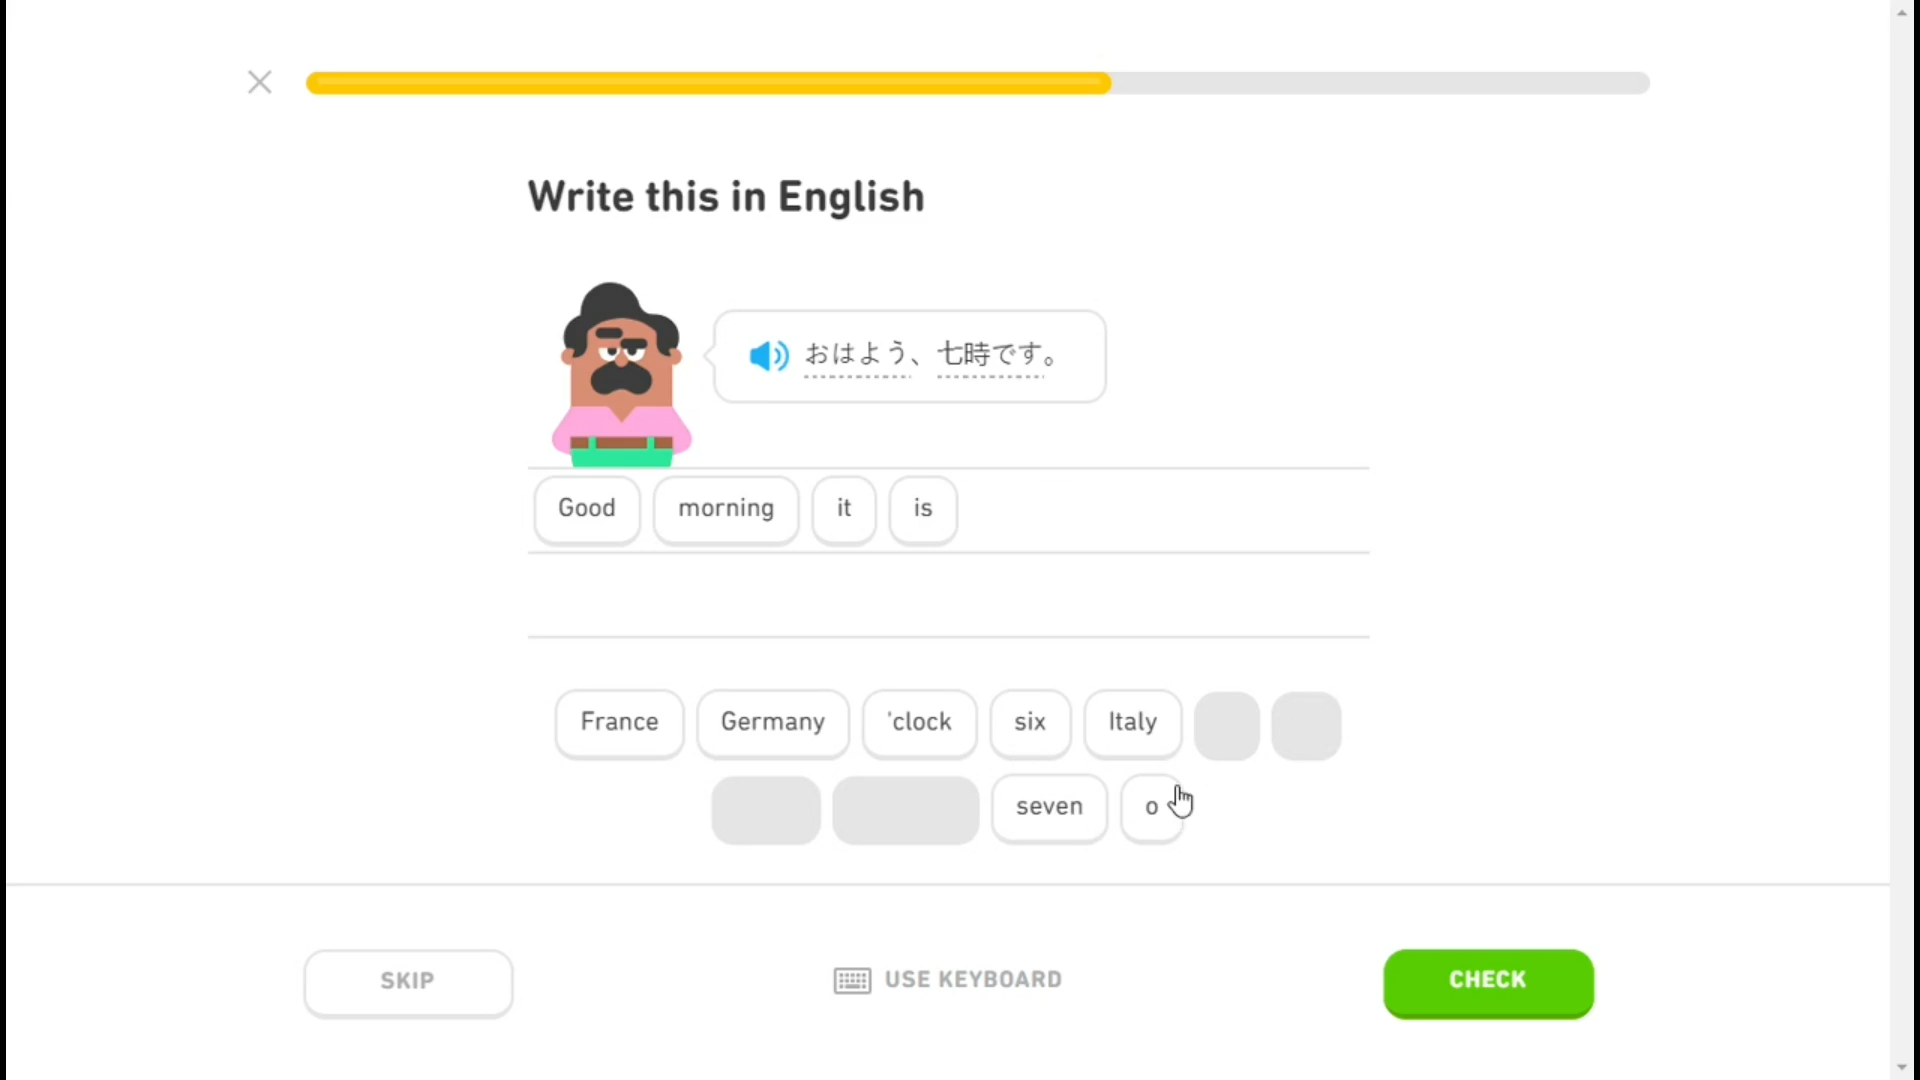 Write this in English
おはよう、七時です。
Good morning it is
France Germany 'clock six Italy
seven o
SKIP USE KEYBOARD CHECK